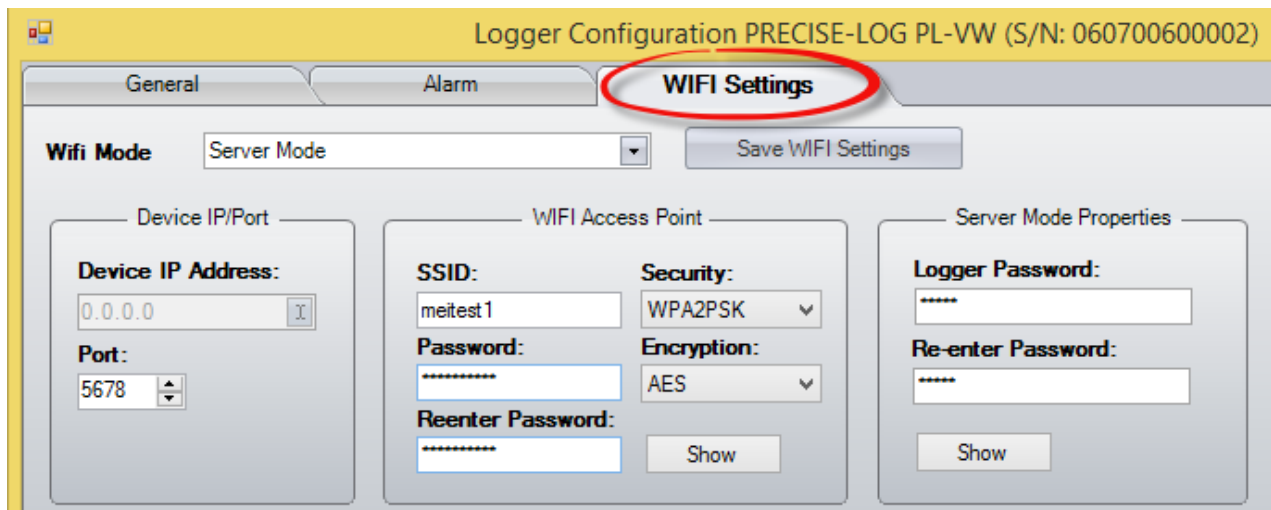 Logger Configuration PRECISE-LOG PL-VW (S/N: 060700600002)
General Alarm WIFI Settings
Wifi Mode Server Mode Save WIFI Settings
Device IP/Port
Device IP Address:
0.0.0.0
Port:
5678
WIFI Access Point
SSID: Security:
meitest1 WPA2PSK
Password: Encryption:
********** AES
Reenter Password:
********** Show
Server Mode Properties
Logger Password:
*****
Re-enter Password:
*****
Show